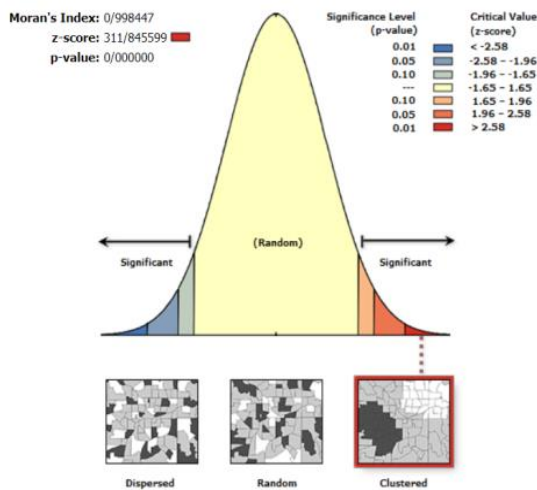 Moran's Index: 0/998447
z-score: 311/845599
p-value: 0/000000
Significance Level
(p-value)
Critical Value
(z-score)
0.01 < -2.58
0.05 -2.58 – -1.96
0.10 -1.96 – -1.65
--- -1.65 – 1.65
0.10 1.65 – 1.96
0.05 1.96 – 2.58
0.01 > 2.58
Significant
(Random)
Significant
Dispersed
Random
Clustered